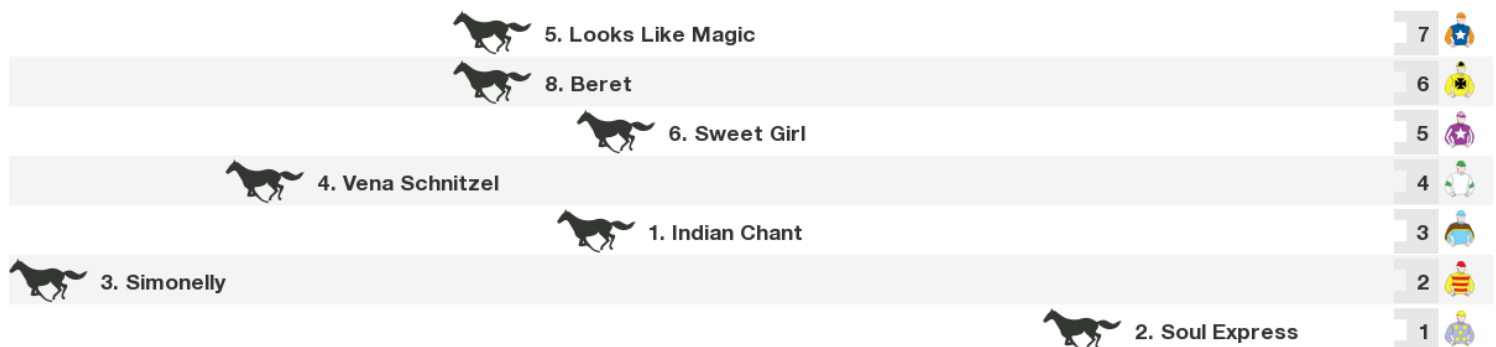 5. Looks Like Magic 7
8. Beret 6
6. Sweet Girl 5
4. Vena Schnitzel 4
1. Indian Chant 3
3. Simonelly 2
2. Soul Express 1